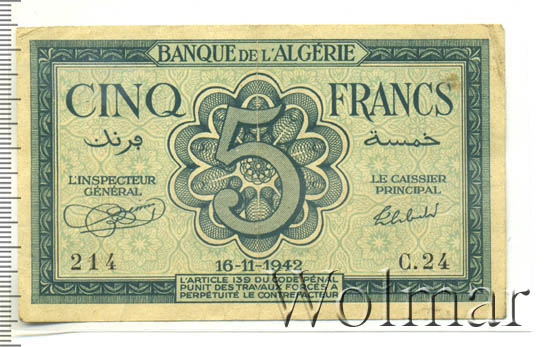 BANQUE DE L'ALGÉRIE
CINQ FRANCS
5
فرنك خمسة
L'INSPECTEUR
GÉNÉRAL
LE CAISSIER
PRINCIPAL
214
16-11-1942
C.24
L'ARTICLE 139 DU CODE PÉNAL
PUNIT DES TRAVAUX FORCÉS A
PERPÉTUITÉ LE CONTREFACTEUR
Wolmar